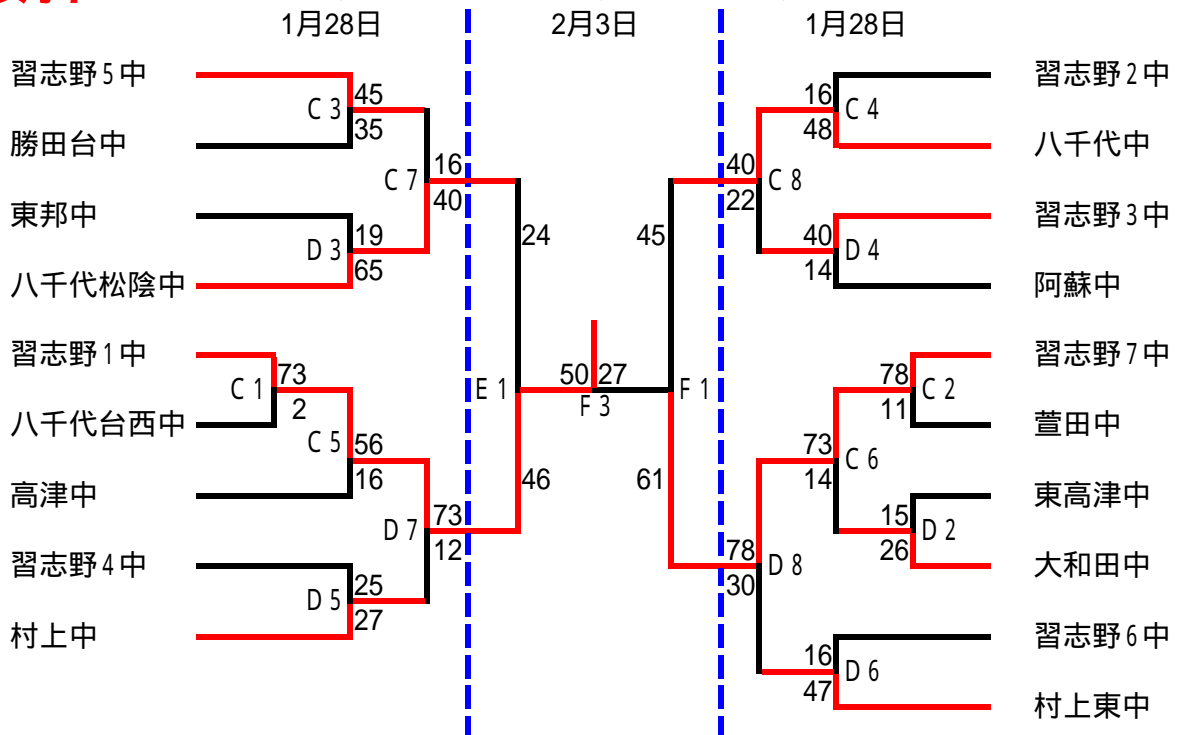 1月28日 2月3日 1月28日
習志野5中 習志野2中
45 16
C3 C4
35 48
勝田台中 八千代中
16 40
C7 C8
40 22
東邦中 習志野3中
19 24 45 40
D3 D4
65 14
八千代松陰中 阿蘇中
習志野1中 習志野7中
73 50 27 78
C1 E1 F3 F1 C2
2 11
八千代台西中 萱田中
56 73
C5 C6
16 46 61 14
高津中 東高津中
73 15
D7 D2
12 26
習志野4中 78 大和田中
D8
25 30
D5
27
村上中 習志野6中
16
D6
47
村上東中